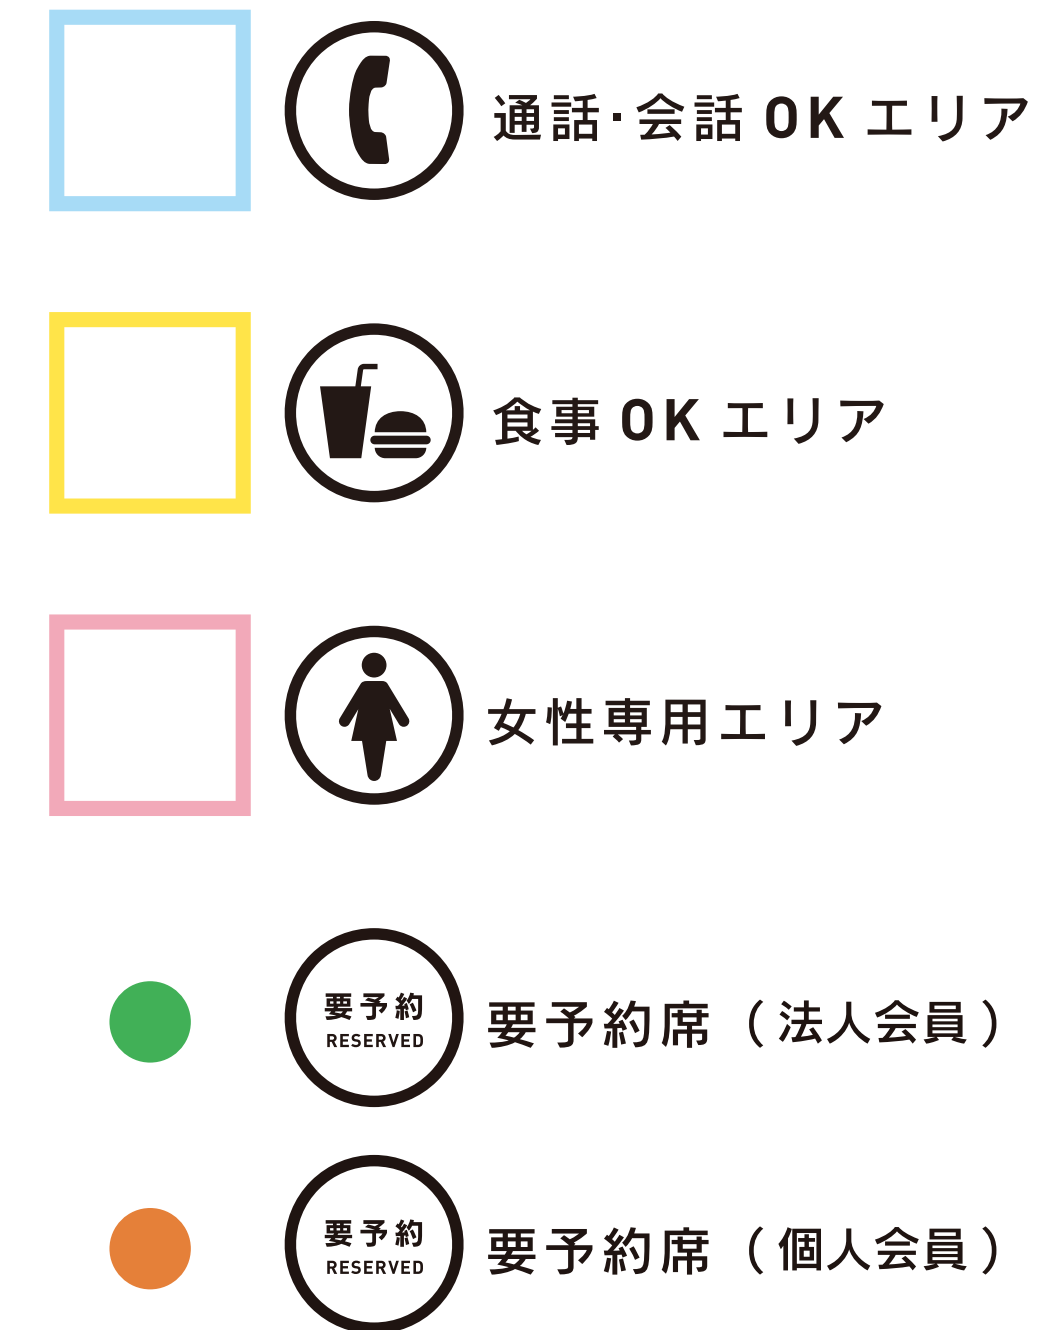 通話・会話 OK エリア
食事 OK エリア
女性専用エリア
要予約
RESERVED
要予約席（法人会員）
要予約
RESERVED
要予約席（個人会員）